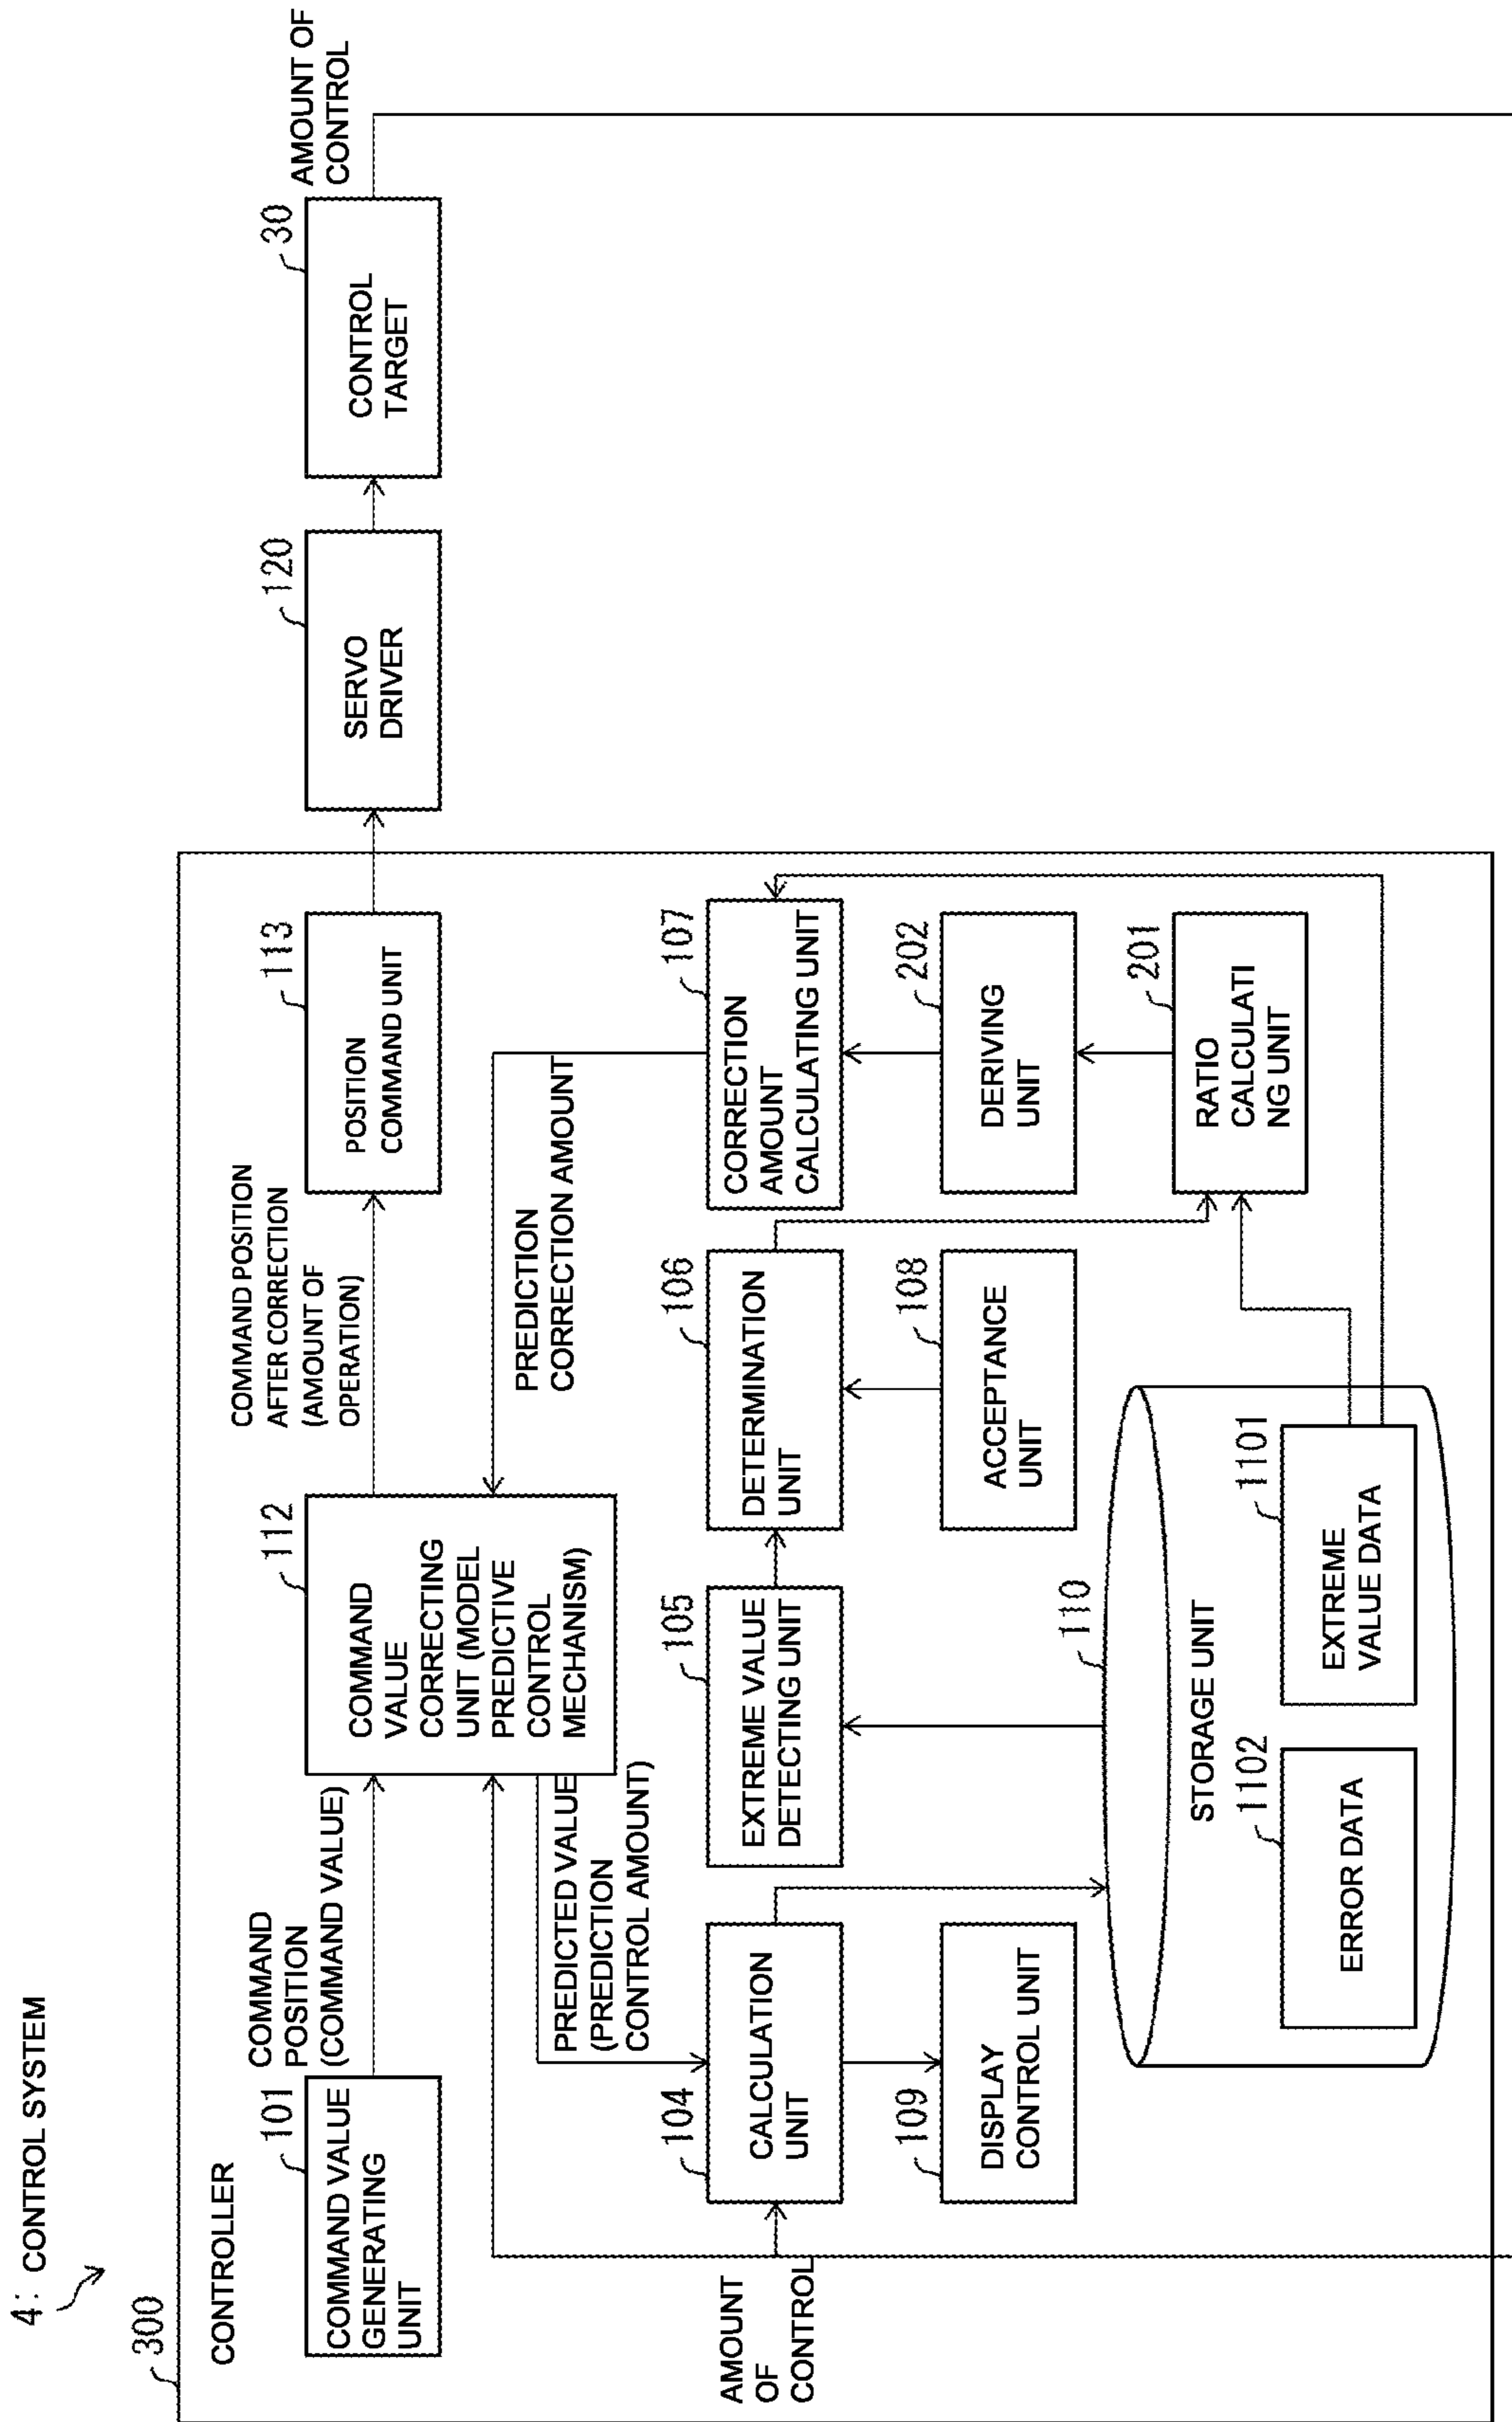 4: CONTROL SYSTEM
300
CONTROLLER
101
COMMAND VALUE
GENERATING
UNIT
COMMAND
POSITION
(COMMAND VALUE)
112
COMMAND
VALUE
CORRECTING
UNIT (MODEL
PREDICTIVE
CONTROL
MECHANISM)
COMMAND POSITION
AFTER CORRECTION
(AMOUNT OF
OPERATION)
113
POSITION
COMMAND UNIT
120
SERVO
DRIVER
30
CONTROL
TARGET
AMOUNT OF
CONTROL
PREDICTED VALUE
(PREDICTION
CONTROL AMOUNT)
PREDICTION
CORRECTION AMOUNT
AMOUNT
OF
CONTROL
104
CALCULATION
UNIT
105
EXTREME VALUE
DETECTING UNIT
106
DETERMINATION
UNIT
107
CORRECTION
AMOUNT
CALCULATING UNIT
109
DISPLAY
CONTROL UNIT
108
ACCEPTANCE
UNIT
202
DERIVING
UNIT
110
STORAGE UNIT
1102
ERROR DATA
1101
EXTREME
VALUE DATA
201
RATIO
CALCULATI
NG UNIT